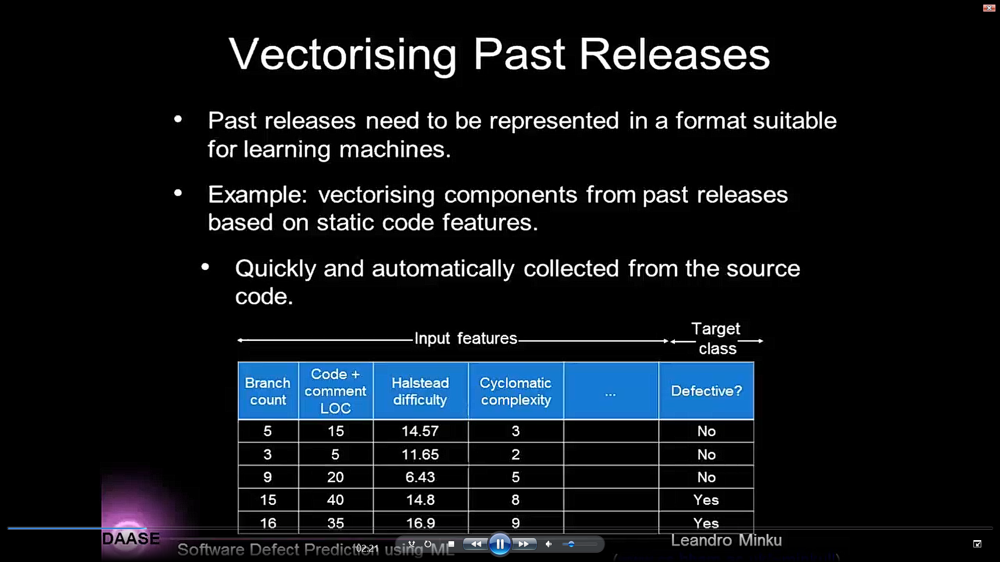 Vectorising Past Releases
• Past releases need to be represented in a format suitable
for learning machines.
• Example: vectorising components from past releases
based on static code features.
• Quickly and automatically collected from the source
code.
Input features
Target
class
Branch count Code + comment LOC Halstead difficulty Cyclomatic complexity ... Defective?
5 15 14.57 3 No
3 5 11.65 2 No
9 20 6.43 5 No
15 40 14.8 8 Yes
16 35 16.9 9 Yes
DAASE
Software Defect Prediction using ML
02:21
Leandro Minku